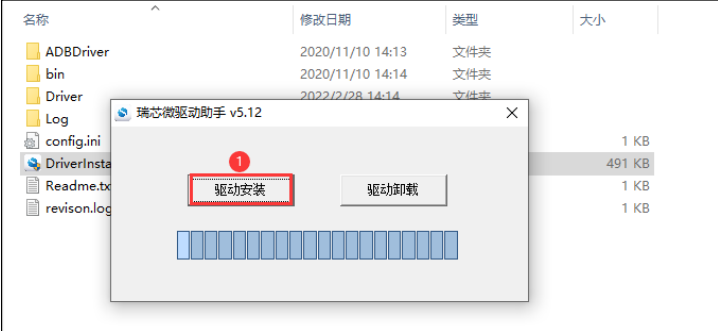 名称 修改日期 类型 大小
ADBDriver 2020/11/10 14:13 文件夹
bin 2020/11/10 14:14 文件夹
Driver 2022/2/28 14:14 文件夹
Log
瑞芯微驱动助手 v5.12
config.ini 1 KB
DriverInsta 491 KB
Readme.tx 1 KB
revison.log 1 KB
1
驱动安装 驱动卸载